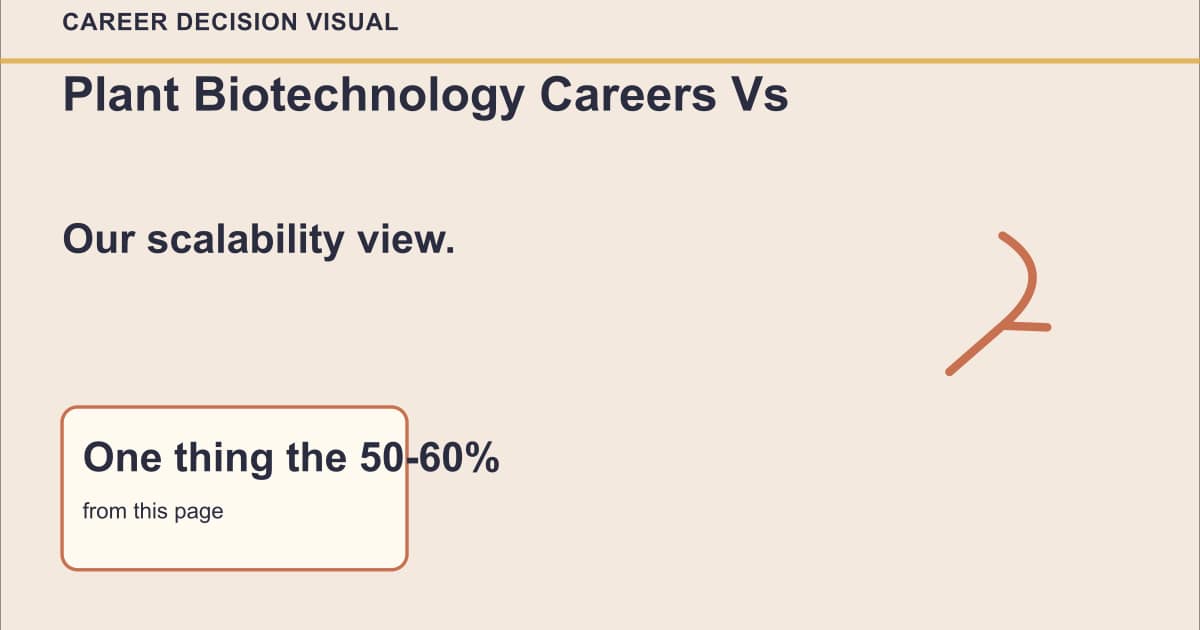 CAREER DECISION VISUAL
Plant Biotechnology Careers Vs
Our scalability view.
One thing the 50-60%
from this page